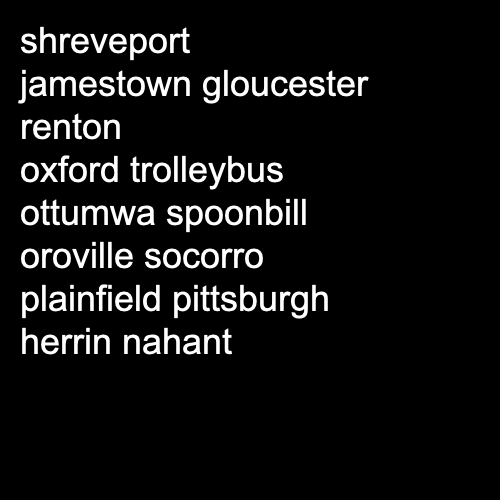 shreveport
jamestown gloucester
renton
oxford trolleybus
ottumwa spoonbill
oroville socorro
plainfield pittsburgh
herrin nahant